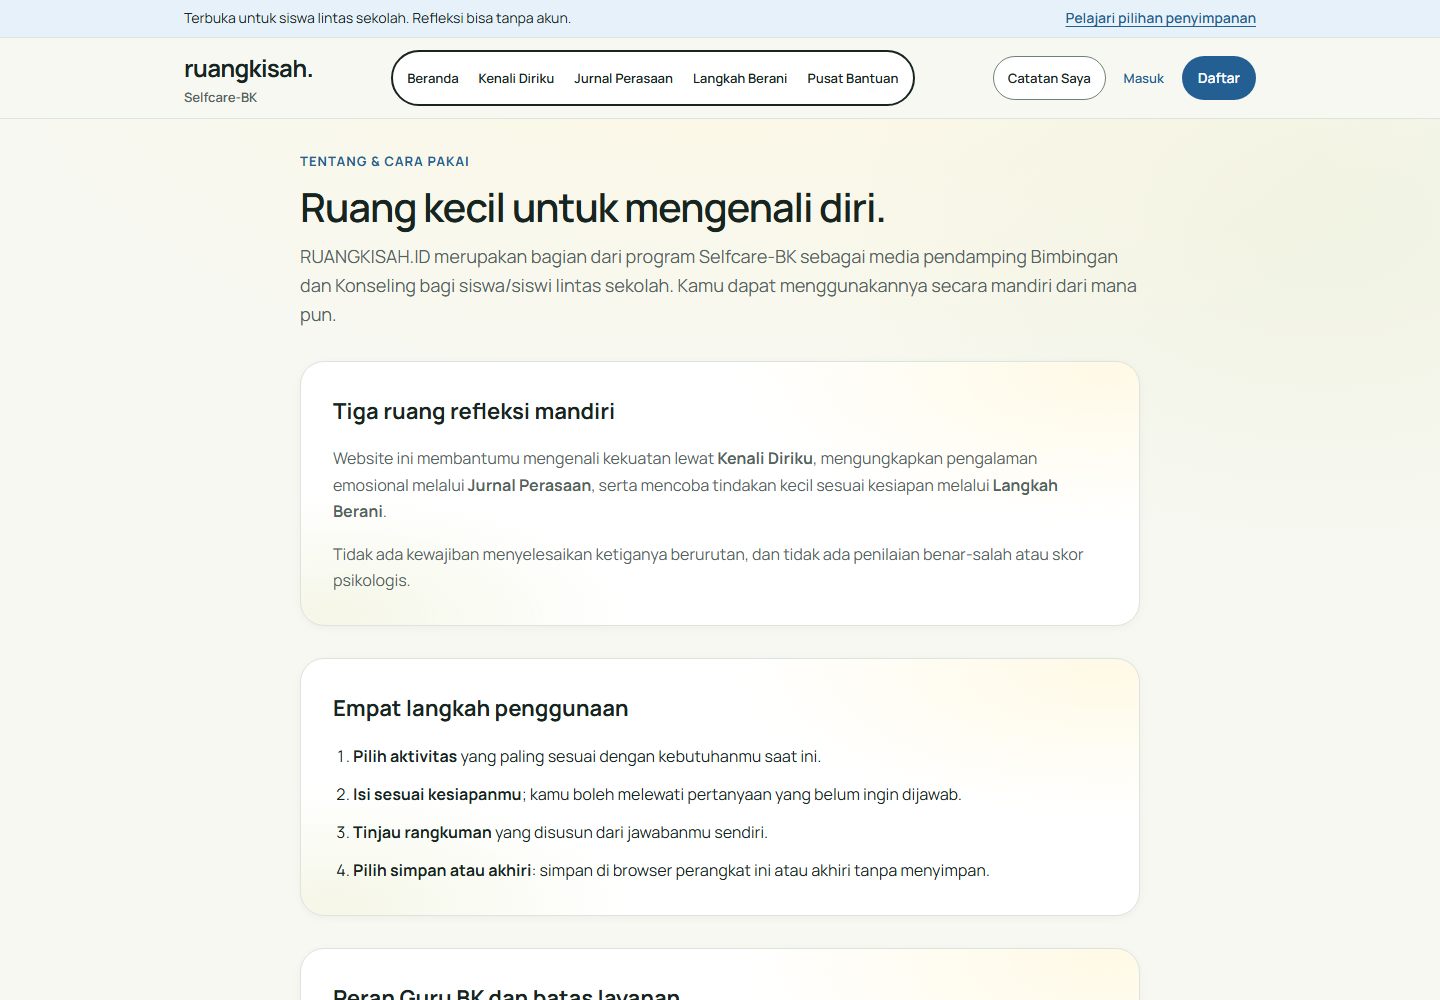 Terbuka untuk siswa lintas sekolah. Refleksi bisa tanpa akun.
Pelajari pilihan penyimpanan
ruangkisah.
Selfcare-BK
Beranda
Kenali Diriku
Jurnal Perasaan
Langkah Berani
Pusat Bantuan
Catatan Saya
Masuk
Daftar
TENTANG & CARA PAKAI
Ruang kecil untuk mengenali diri.
RUANGKISAH.ID merupakan bagian dari program Selfcare-BK sebagai media pendamping Bimbingan
dan Konseling bagi siswa/siswi lintas sekolah. Kamu dapat menggunakannya secara mandiri dari mana
pun.
Tiga ruang refleksi mandiri
Website ini membantumu mengenali kekuatan lewat Kenali Diriku, mengungkapkan pengalaman
emosional melalui Jurnal Perasaan, serta mencoba tindakan kecil sesuai kesiapan melalui Langkah
Berani.
Tidak ada kewajiban menyelesaikan ketiganya berurutan, dan tidak ada penilaian benar-salah atau skor
psikologis.
Empat langkah penggunaan
1. Pilih aktivitas yang paling sesuai dengan kebutuhanmu saat ini.
2. Isi sesuai kesiapanmu; kamu boleh melewati pertanyaan yang belum ingin dijawab.
3. Tinjau rangkuman yang disusun dari jawabanmu sendiri.
4. Pilih simpan atau akhiri: simpan di browser perangkat ini atau akhiri tanpa menyimpan.
Peran Guru BK dan batas layanan